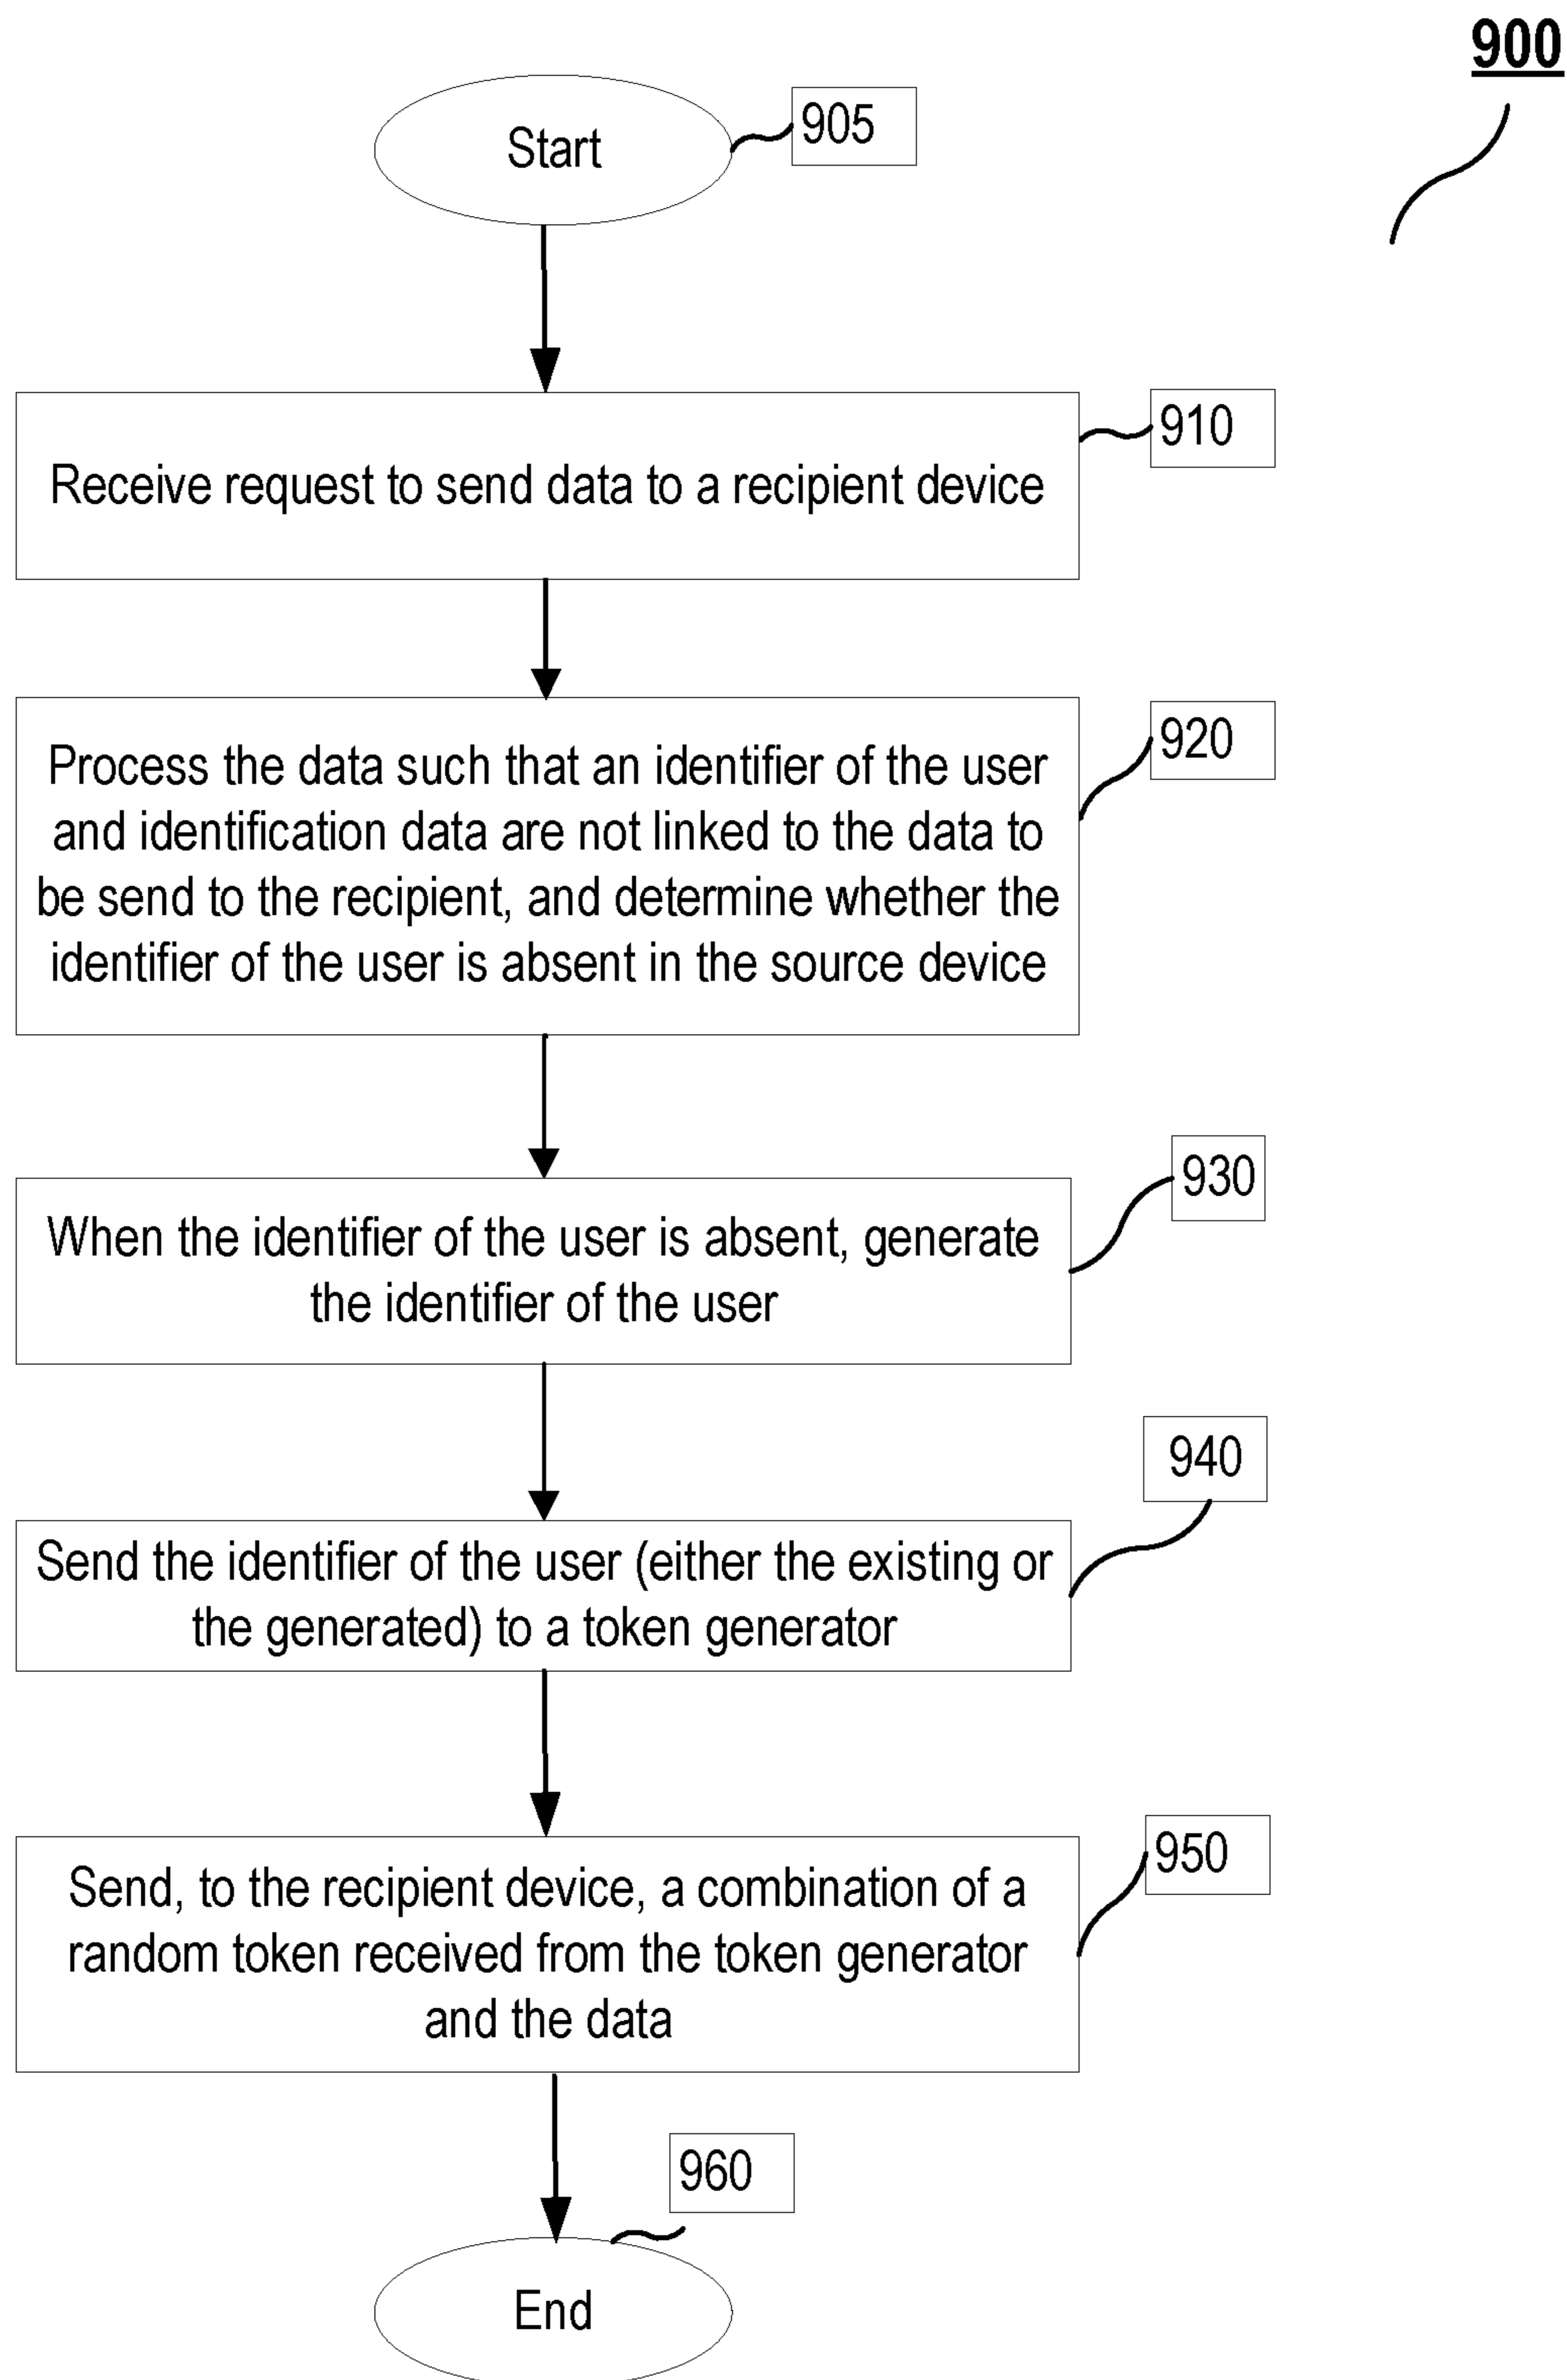 900
Start
905
910
Receive request to send data to a recipient device
920
Process the data such that an identifier of the user
and identification data are not linked to the data to
be send to the recipient, and determine whether the
identifier of the user is absent in the source device
930
When the identifier of the user is absent, generate
the identifier of the user
940
Send the identifier of the user (either the existing or
the generated) to a token generator
950
Send, to the recipient device, a combination of a
random token received from the token generator
and the data
960
End